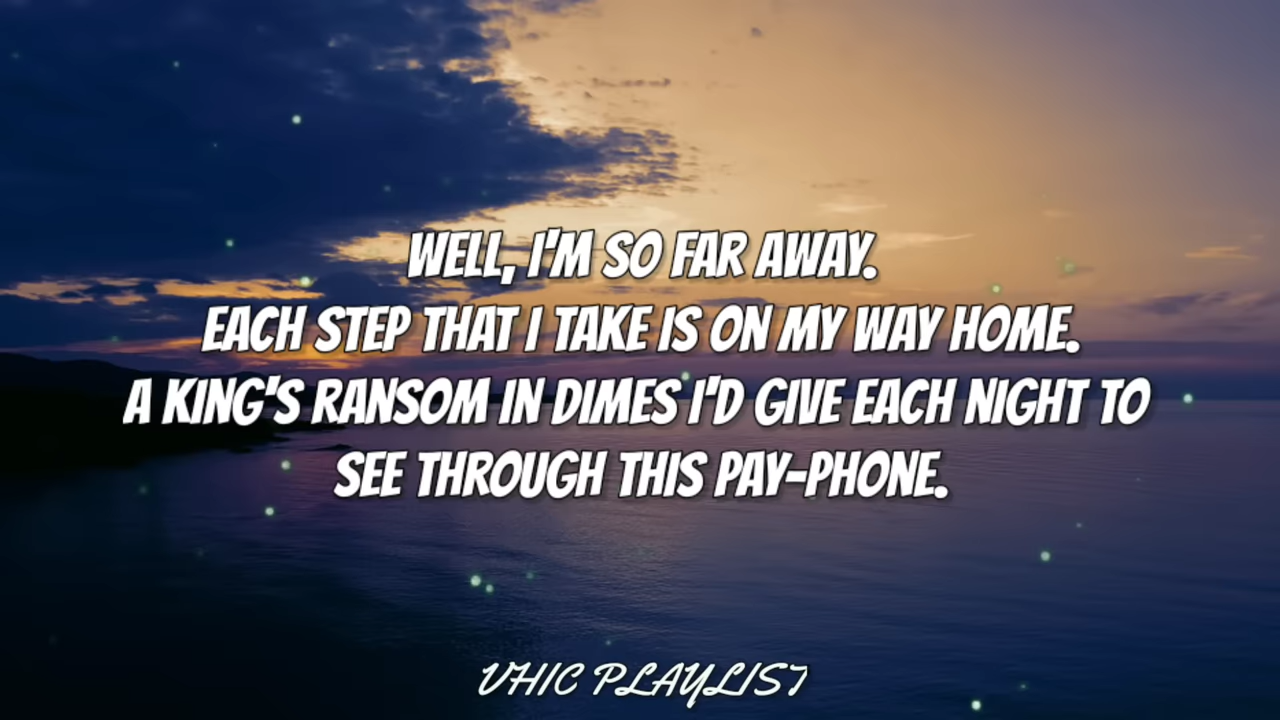 WELL, I'M SO FAR AWAY.
EACH STEP THAT I TAKE IS ON MY WAY HOME.
A KING'S RANSOM IN DIMES I'D GIVE EACH NIGHT TO
SEE THROUGH THIS PAY-PHONE.
VHIC PLAYLIST